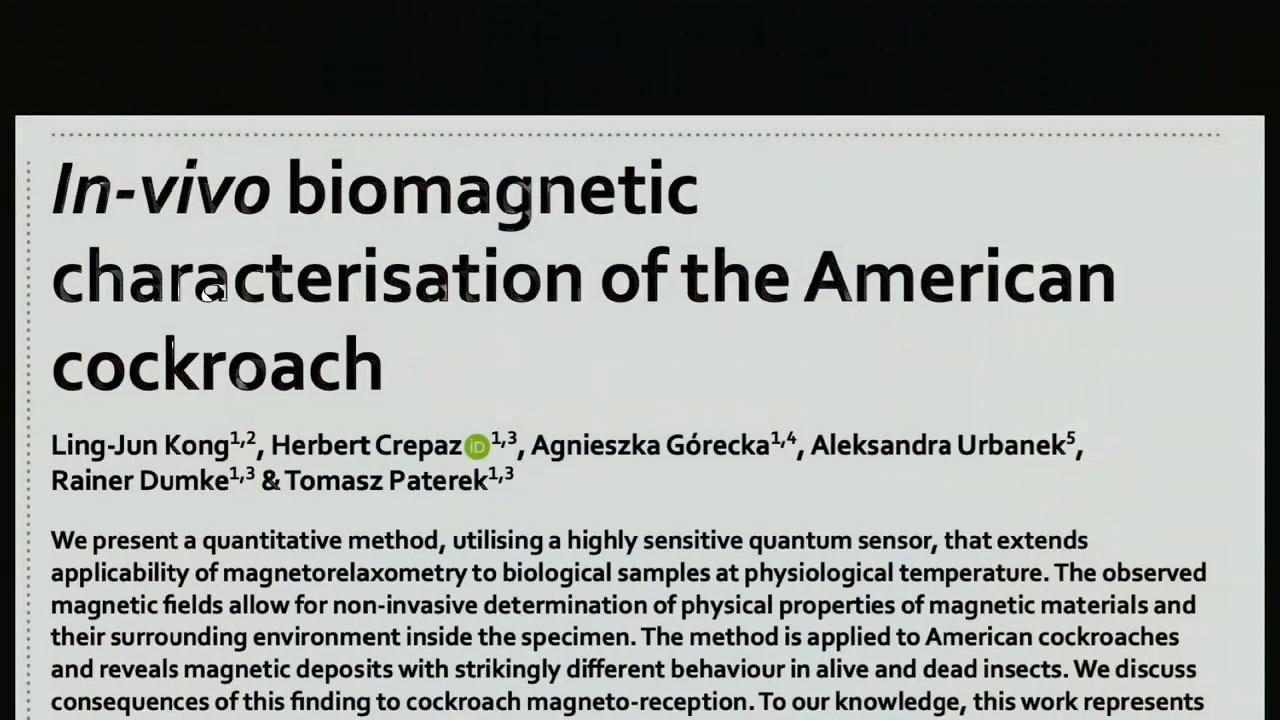 In-vivo biomagnetic
characterisation of the American
cockroach
Ling-Jun Kong1,2, Herbert Crepaz iD 1,3, Agnieszka Górecka1,4, Aleksandra Urbanek5,
Rainer Dumke1,3 & Tomasz Paterek1,3
We present a quantitative method, utilising a highly sensitive quantum sensor, that extends
applicability of magnetorelaxometry to biological samples at physiological temperature. The observed
magnetic fields allow for non-invasive determination of physical properties of magnetic materials and
their surrounding environment inside the specimen. The method is applied to American cockroaches
and reveals magnetic deposits with strikingly different behaviour in alive and dead insects. We discuss
consequences of this finding to cockroach magneto-reception. To our knowledge, this work represents